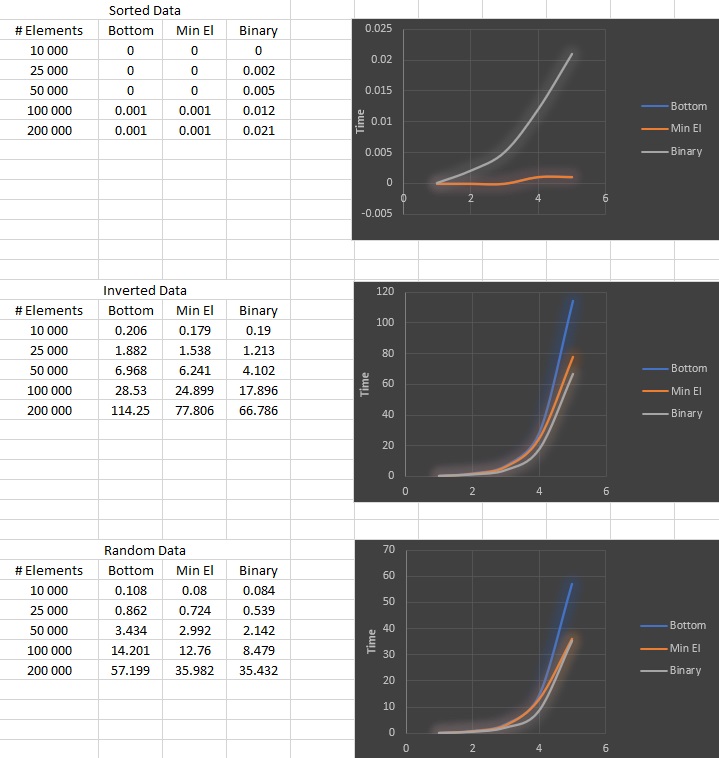 Sorted Data
# Elements Bottom Min El Binary
10 000 0 0 0
25 000 0 0 0.002
50 000 0 0 0.005
100 000 0.001 0.001 0.012
200 000 0.001 0.001 0.021
0.025
0.02
0.015
0.01
0.005
0
-0.005
Time
0 2 4 6
Bottom
Min El
Binary
Inverted Data
# Elements Bottom Min El Binary
10 000 0.206 0.179 0.19
25 000 1.882 1.538 1.213
50 000 6.968 6.241 4.102
100 000 28.53 24.899 17.896
200 000 114.25 77.806 66.786
120
100
80
60
40
20
0
Time
0 2 4 6
Bottom
Min El
Binary
Random Data
# Elements Bottom Min El Binary
10 000 0.108 0.08 0.084
25 000 0.862 0.724 0.539
50 000 3.434 2.992 2.142
100 000 14.201 12.76 8.479
200 000 57.199 35.982 35.432
70
60
50
40
30
20
10
0
Time
0 2 4 6
Bottom
Min El
Binary